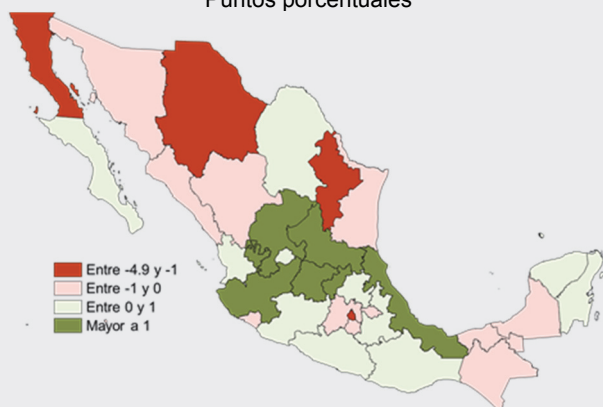 Puntos porcentuales
Entre -4.9 y -1
Entre -1 y 0
Entre 0 y 1
Mayor a 1